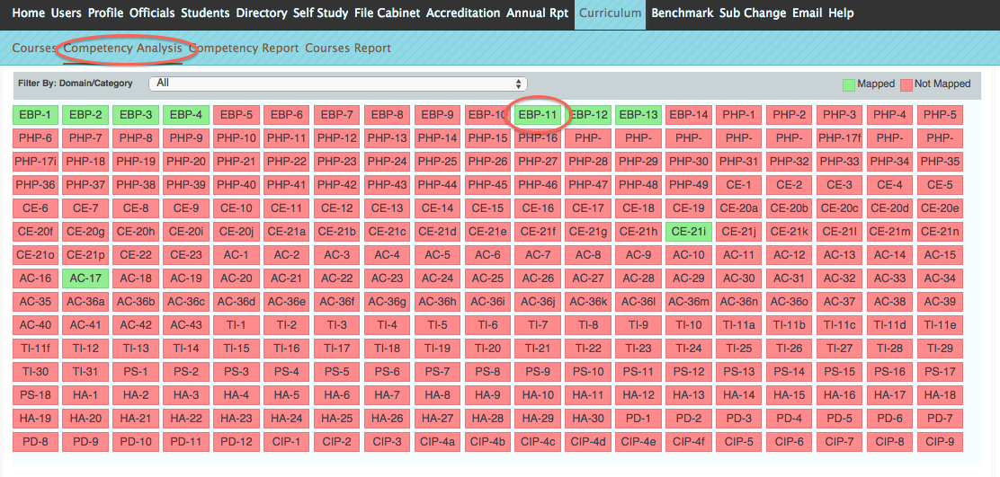 Home Users Profile Officials Students Directory Self Study File Cabinet Accreditation Annual Rpt Curriculum Benchmark Sub Change Email Help
Courses Competency Analysis Competency Report Courses Report
Filter By: Domain/Category All Mapped Not Mapped
EBP-1 EBP-2 EBP-3 EBP-4 EBP-5 EBP-6 EBP-7 EBP-8 EBP-9 EBP-10 EBP-11 EBP-12 EBP-13 EBP-14 PHP-1 PHP-2 PHP-3 PHP-4 PHP-5
PHP-6 PHP-7 PHP-8 PHP-9 PHP-10 PHP-11 PHP-12 PHP-13 PHP-14 PHP-15 PHP-16 PHP- PHP- PHP- PHP- PHP- PHP-17f PHP- PHP-
PHP-17i PHP-18 PHP-19 PHP-20 PHP-21 PHP-22 PHP-23 PHP-24 PHP-25 PHP-26 PHP-27 PHP-28 PHP-29 PHP-30 PHP-31 PHP-32 PHP-33 PHP-34 PHP-35
PHP-36 PHP-37 PHP-38 PHP-39 PHP-40 PHP-41 PHP-42 PHP-43 PHP-44 PHP-45 PHP-46 PHP-47 PHP-48 PHP-49 CE-1 CE-2 CE-3 CE-4 CE-5
CE-6 CE-7 CE-8 CE-9 CE-10 CE-11 CE-12 CE-13 CE-14 CE-15 CE-16 CE-17 CE-18 CE-19 CE-20a CE-20b CE-20c CE-20d CE-20e
CE-20f CE-20g CE-20h CE-20i CE-20j CE-21a CE-21b CE-21c CE-21d CE-21e CE-21f CE-21g CE-21h CE-21i CE-21j CE-21k CE-21l CE-21m CE-21n
CE-21o CE-21p CE-22 CE-23 AC-1 AC-2 AC-3 AC-4 AC-5 AC-6 AC-7 AC-8 AC-9 AC-10 AC-11 AC-12 AC-13 AC-14 AC-15
AC-16 AC-17 AC-18 AC-19 AC-20 AC-21 AC-22 AC-23 AC-24 AC-25 AC-26 AC-27 AC-28 AC-29 AC-30 AC-31 AC-32 AC-33 AC-34
AC-35 AC-36a AC-36b AC-36c AC-36d AC-36e AC-36f AC-36g AC-36h AC-36i AC-36j AC-36k AC-36l AC-36m AC-36n AC-36o AC-37 AC-38 AC-39
AC-40 AC-41 AC-42 AC-43 TI-1 TI-2 TI-3 TI-4 TI-5 TI-6 TI-7 TI-8 TI-9 TI-10 TI-11a TI-11b TI-11c TI-11d TI-11e
TI-11f TI-12 TI-13 TI-14 TI-15 TI-16 TI-17 TI-18 TI-19 TI-20 TI-21 TI-22 TI-23 TI-24 TI-25 TI-26 TI-27 TI-28 TI-29
TI-30 TI-31 PS-1 PS-2 PS-3 PS-4 PS-5 PS-6 PS-7 PS-8 PS-9 PS-10 PS-11 PS-12 PS-13 PS-14 PS-15 PS-16 PS-17
PS-18 HA-1 HA-2 HA-3 HA-4 HA-5 HA-6 HA-7 HA-8 HA-9 HA-10 HA-11 HA-12 HA-13 HA-14 HA-15 HA-16 HA-17 HA-18
HA-19 HA-20 HA-21 HA-22 HA-23 HA-24 HA-25 HA-26 HA-27 HA-28 HA-29 HA-30 PD-1 PD-2 PD-3 PD-4 PD-5 PD-6 PD-7
PD-8 PD-9 PD-10 PD-11 PD-12 CIP-1 CIP-2 CIP-3 CIP-4a CIP-4b CIP-4c CIP-4d CIP-4e CIP-4f CIP-5 CIP-6 CIP-7 CIP-8 CIP-9